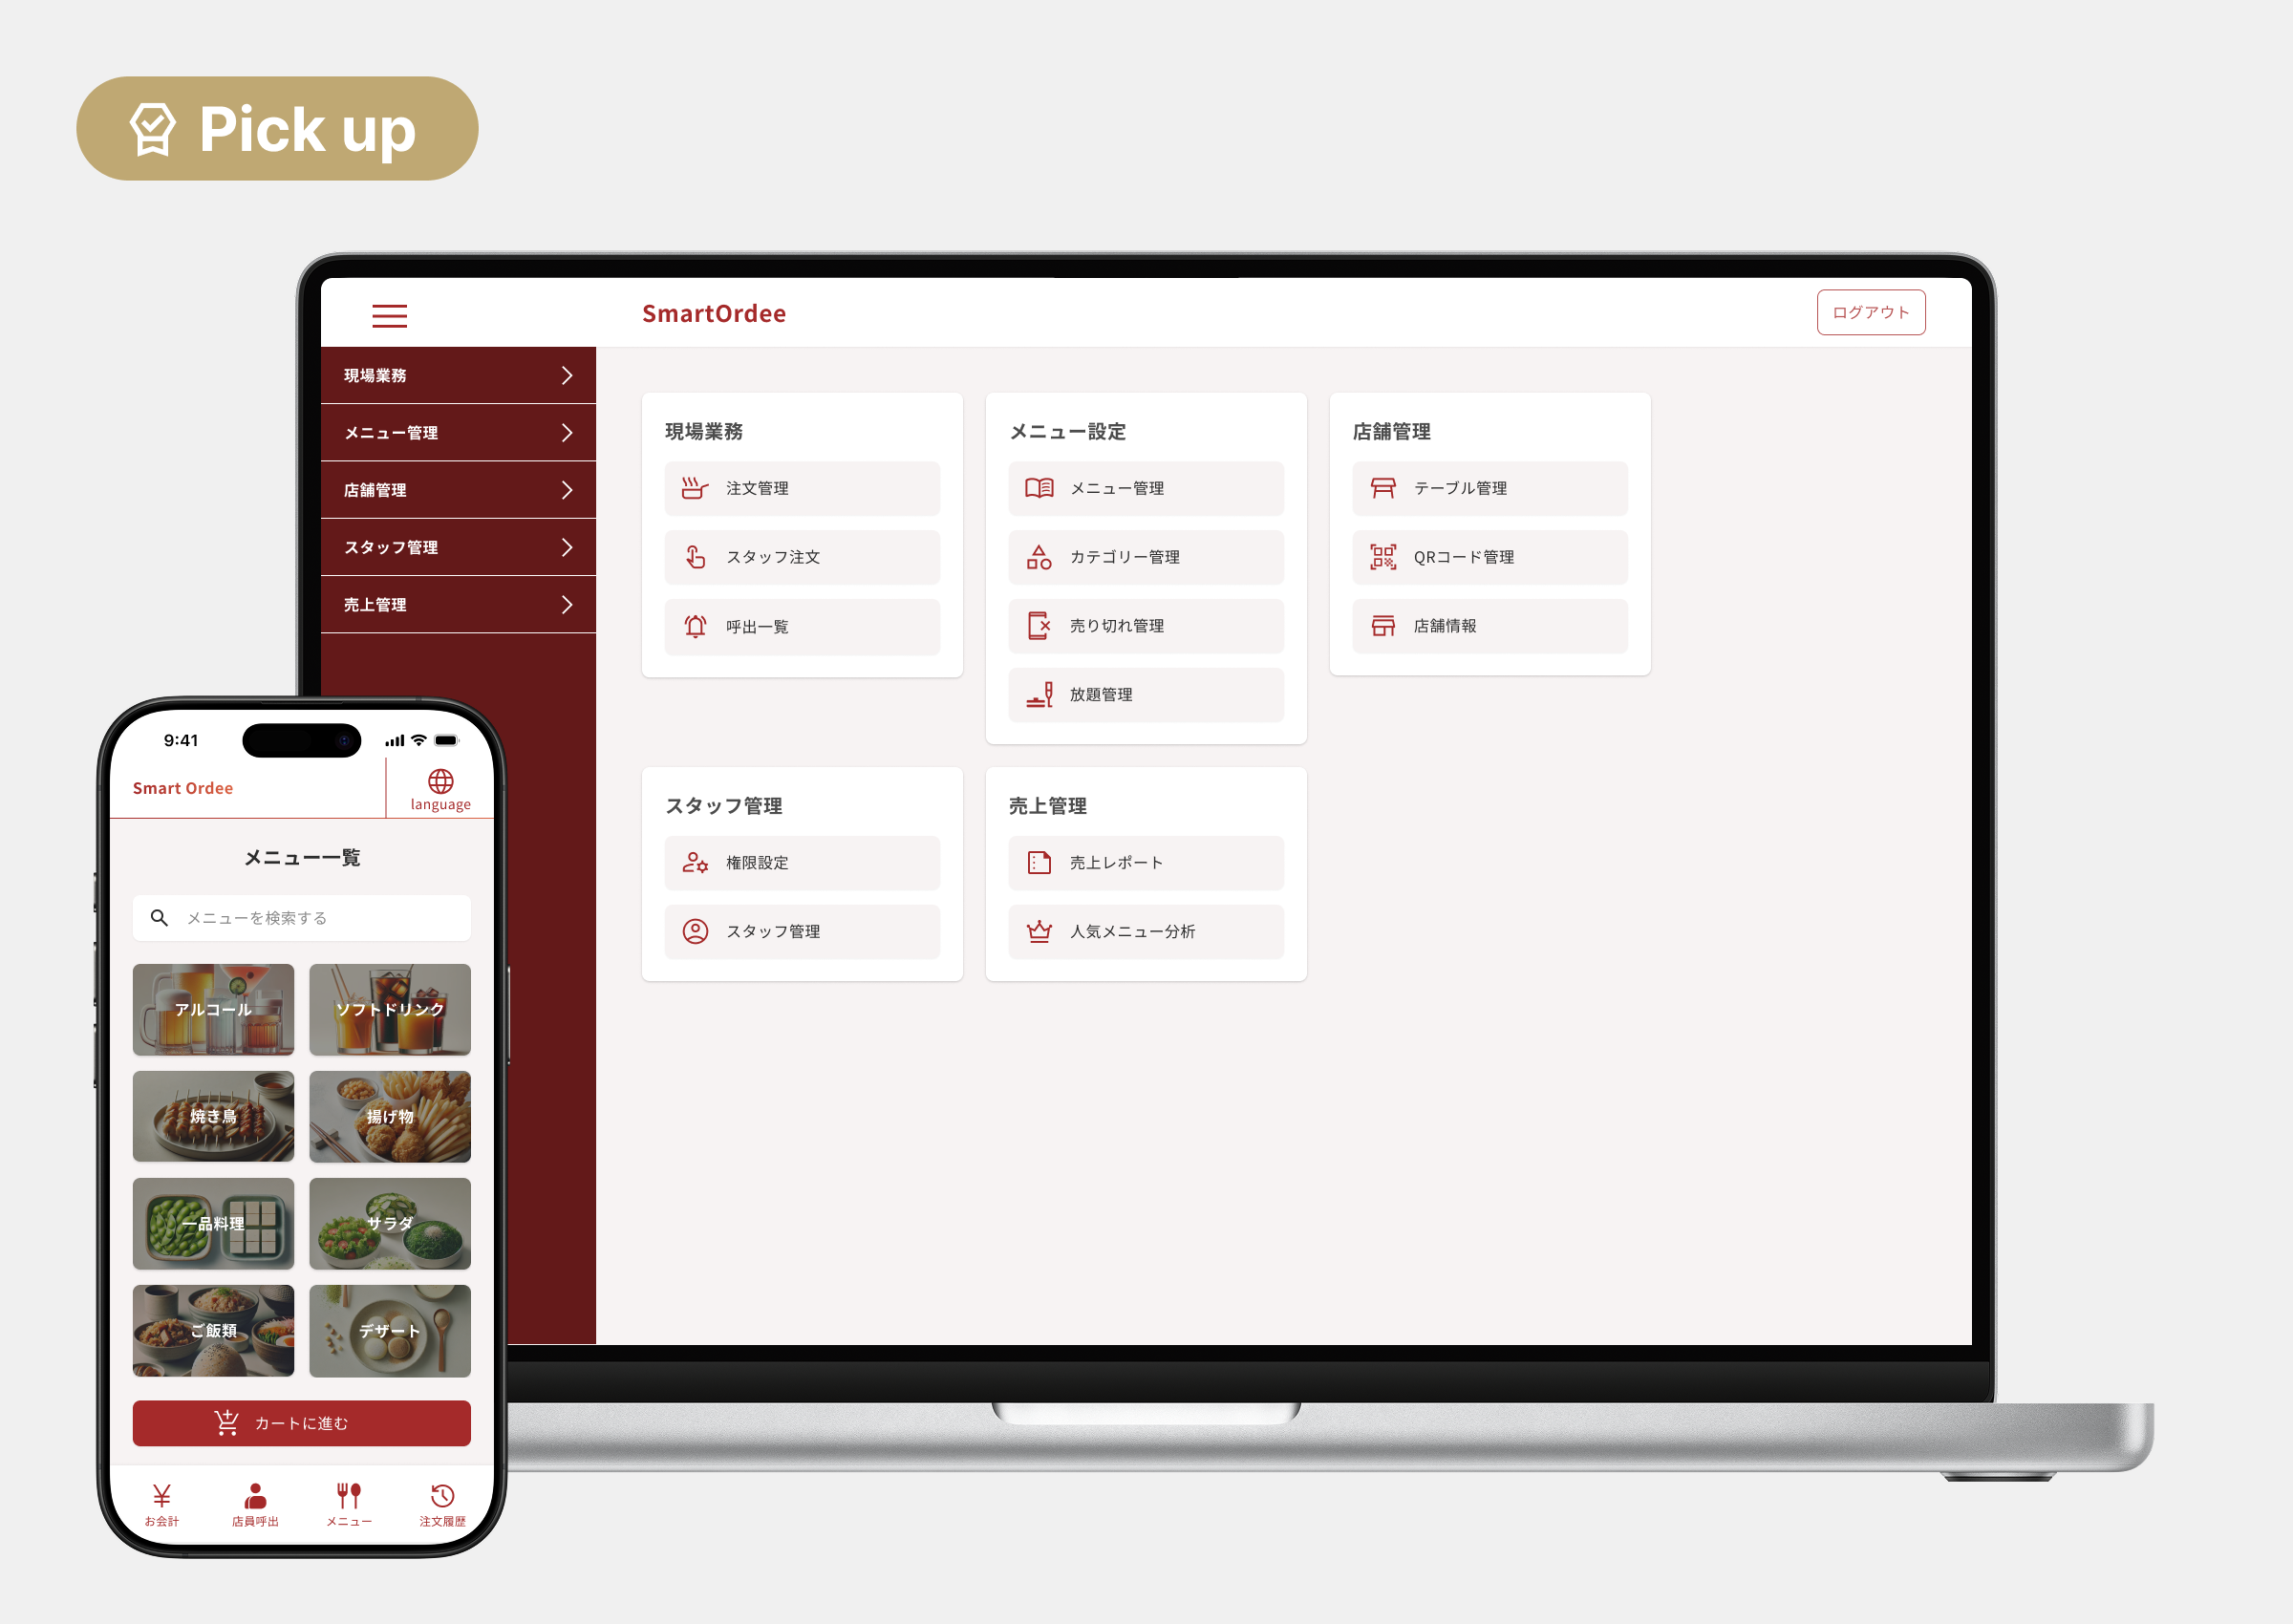 Pick up
SmartOrdee
ログアウト
現場業務
メニュー管理
店舗管理
スタッフ管理
売上管理
現場業務
注文管理
スタッフ注文
呼出一覧
メニュー設定
メニュー管理
カテゴリー管理
売り切れ管理
放題管理
店舗管理
テーブル管理
QRコード管理
店舗情報
スタッフ管理
権限設定
スタッフ管理
売上管理
売上レポート
人気メニュー分析
9:41
Smart Ordee
language
メニュー一覧
メニューを検索する
アルコール
ソフトドリンク
焼き鳥
揚げ物
一品料理
サラダ
ご飯類
デザート
カートに進む
お会計
店員呼出
メニュー
注文履歴